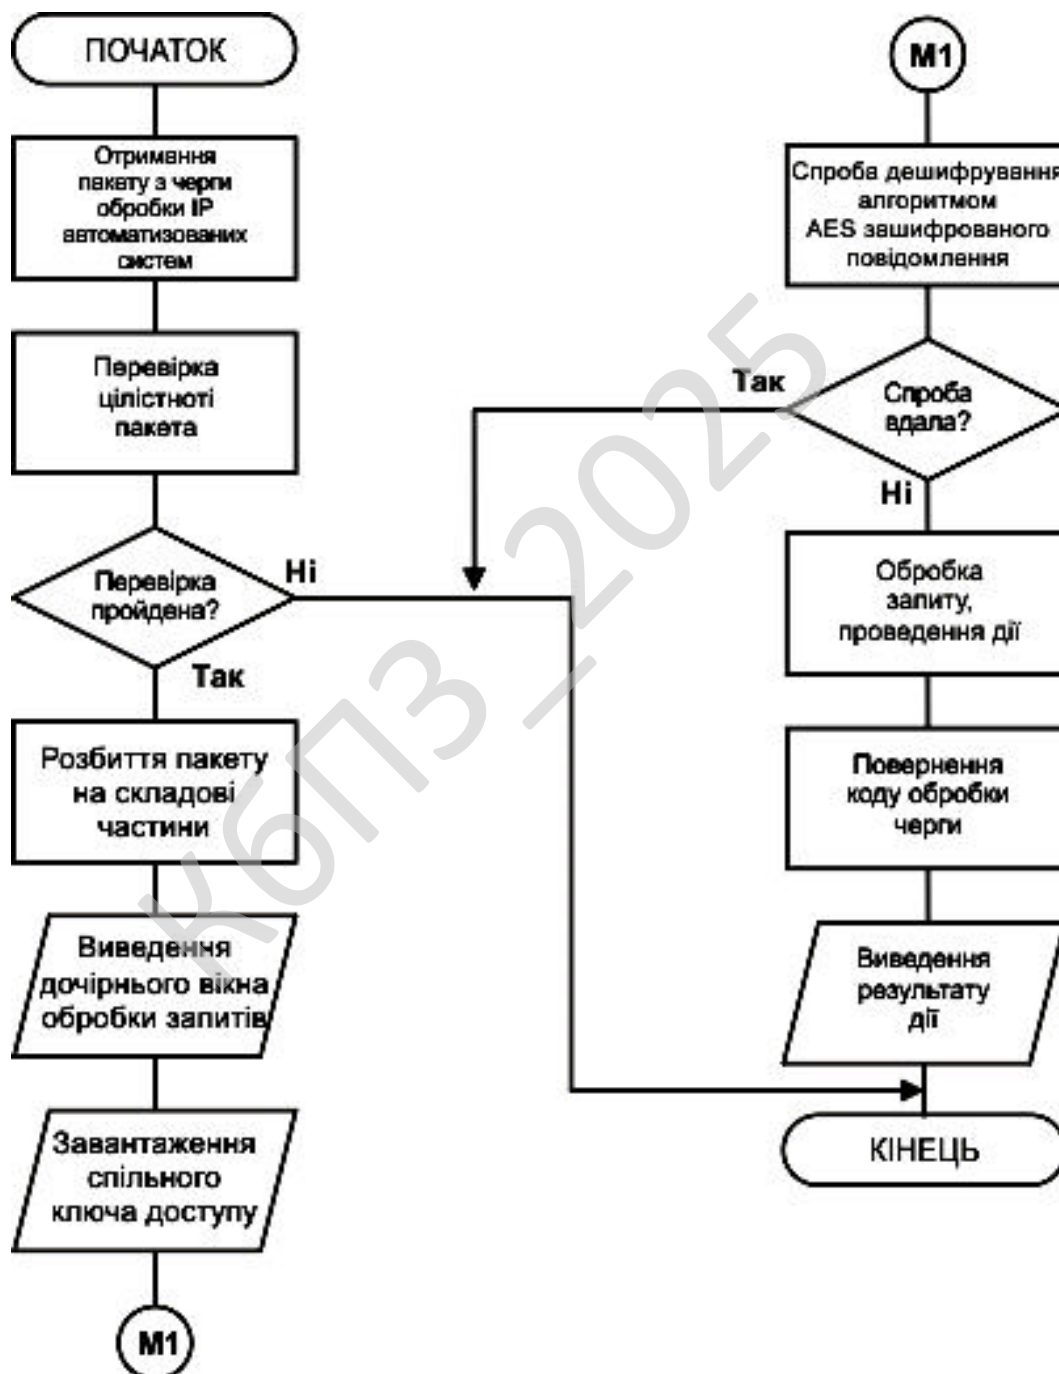 ПОЧАТОК
Отримання
пакету з черги
обробки IP
автоматизованих
систем
Перевірка
цілістноті
пакета
Перевірка
пройдена?
Ні
Так
Розбиття пакету
на складові
частини
Виведення
дочірнього вікна
обробки запитів
Завантаження
спільного
ключа доступу
М1
М1
Спроба дешифрування
алгоритмом
AES зашифрованого
повідомлення
Спроба
вдала?
Так
Ні
Обробка
запиту,
проведення дії
Повернення
коду обробки
черги
Виведення
результату
дії
КІНЕЦЬ
КбПЗ_2025